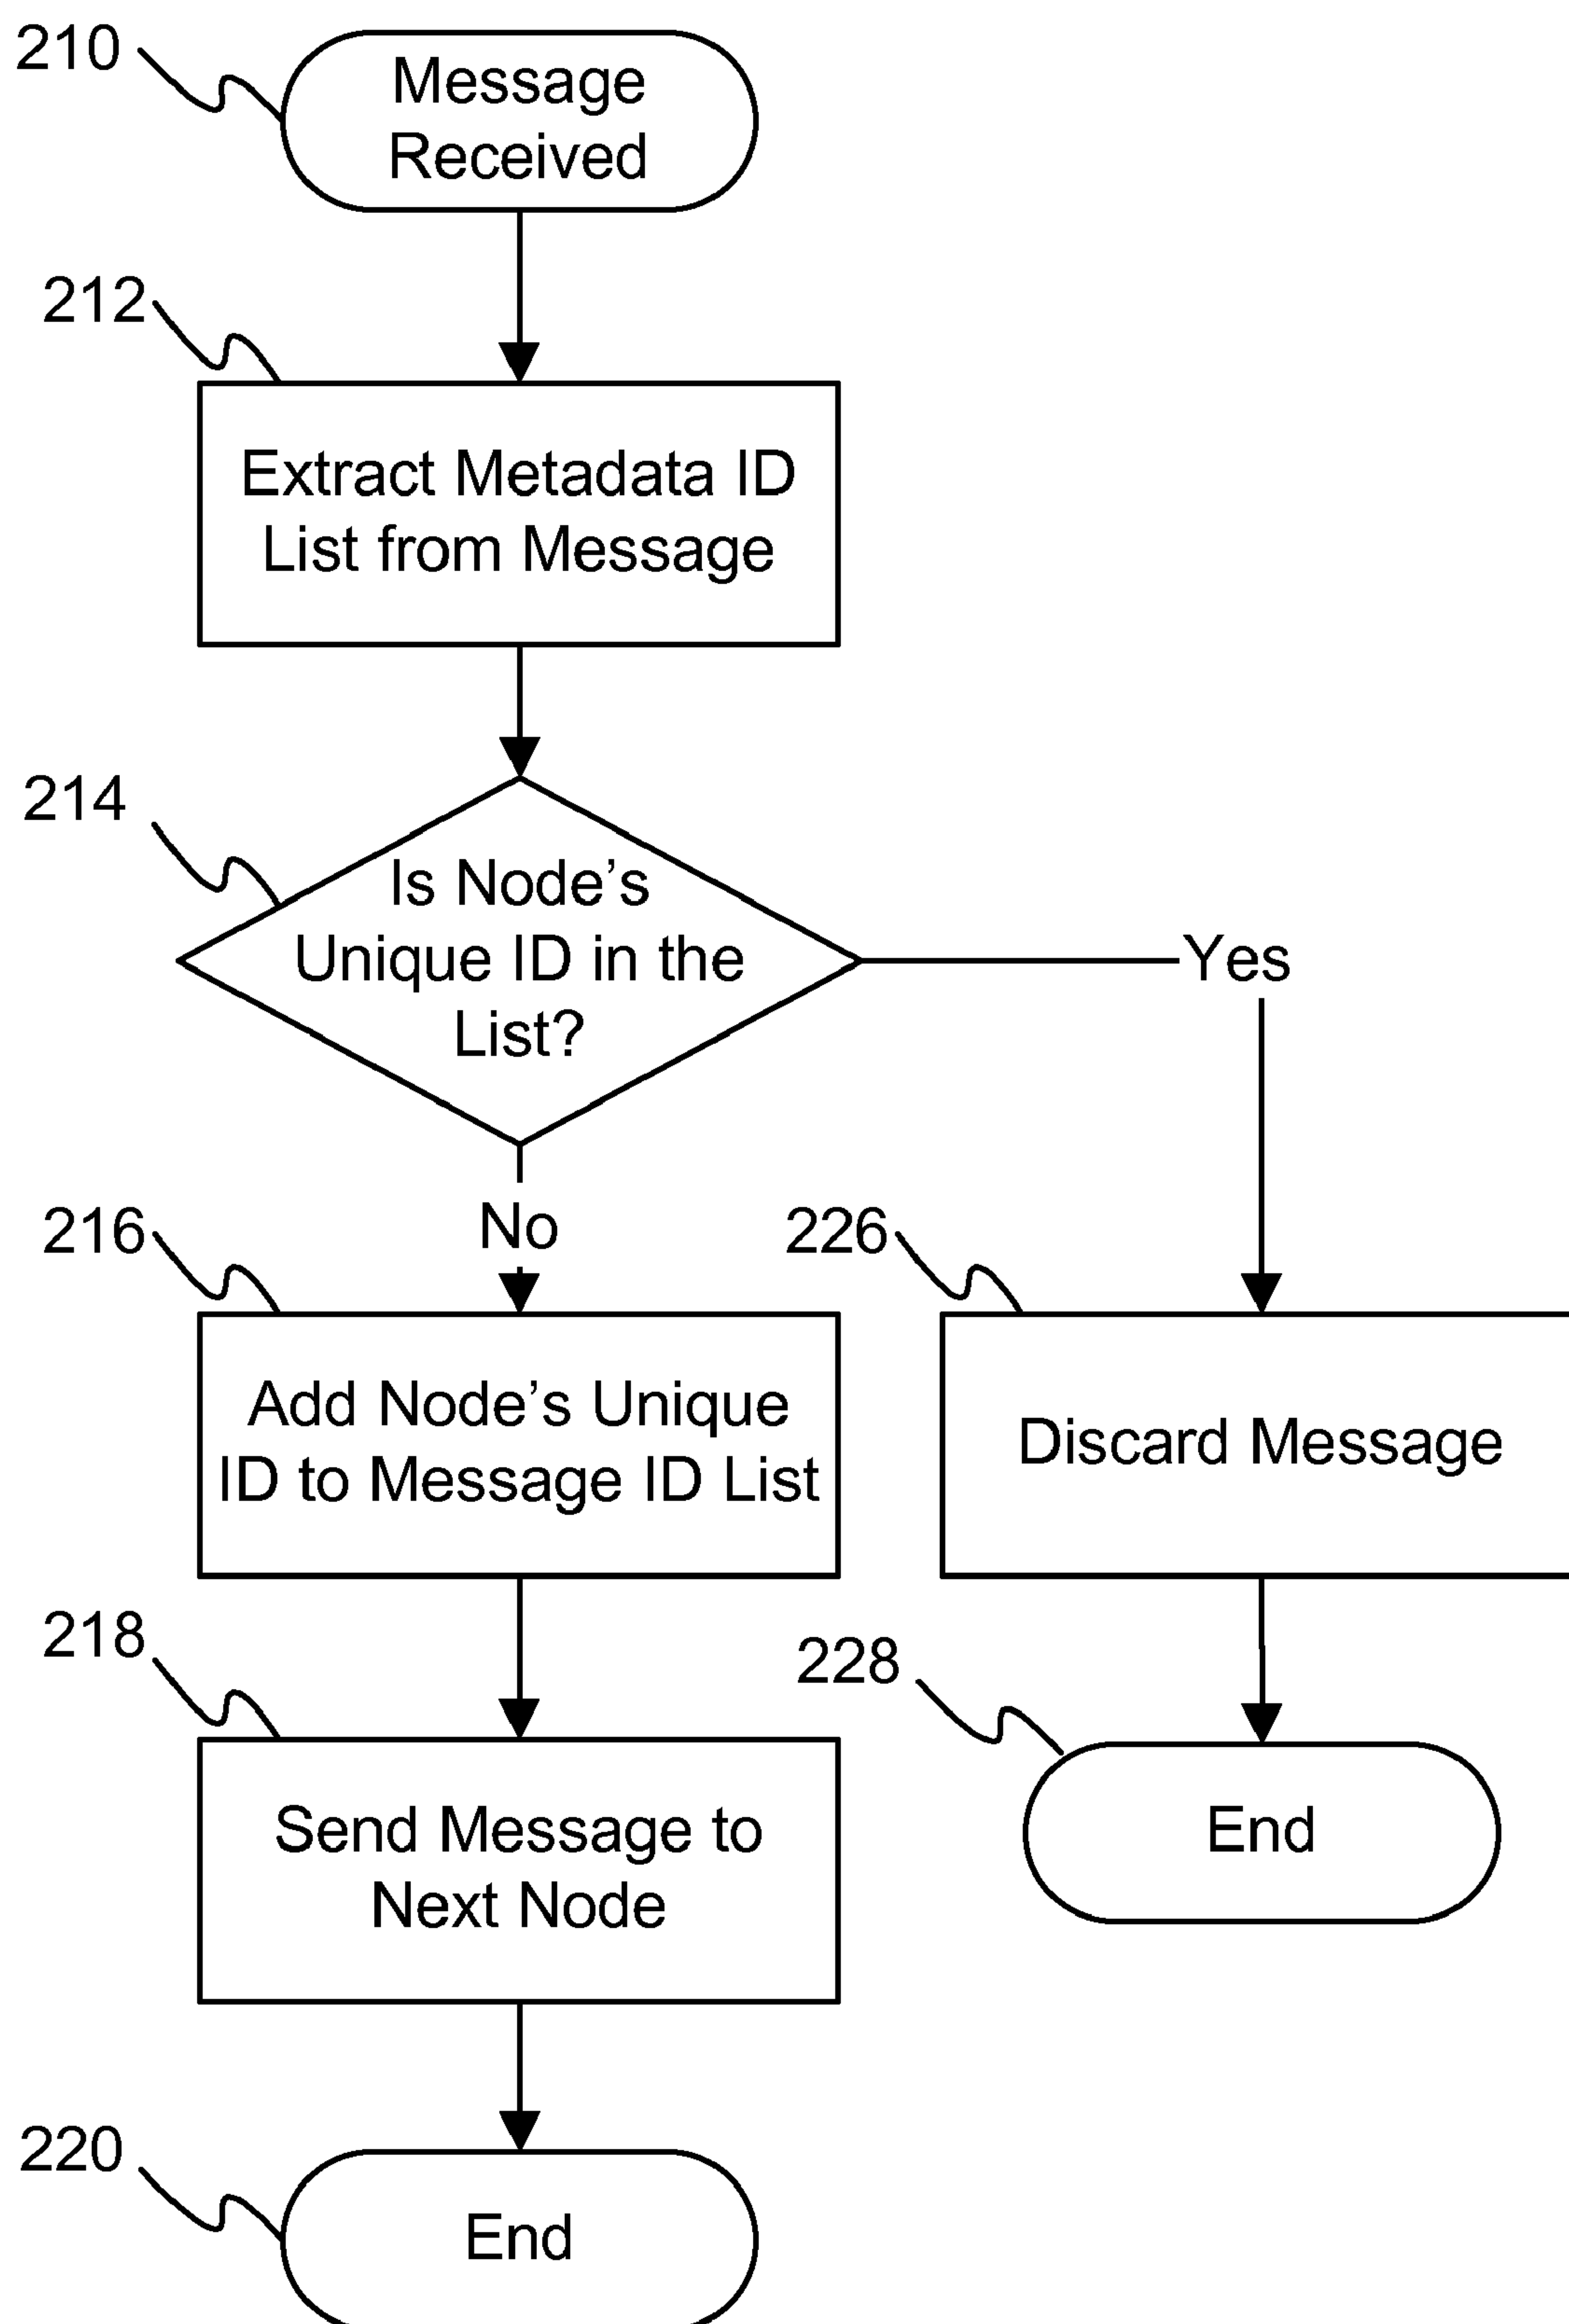 210
Message
Received
212
Extract Metadata ID
List from Message
214
Is Node's
Unique ID in the
List?
Yes
No
216
Add Node's Unique
ID to Message ID List
226
Discard Message
218
Send Message to
Next Node
228
End
220
End